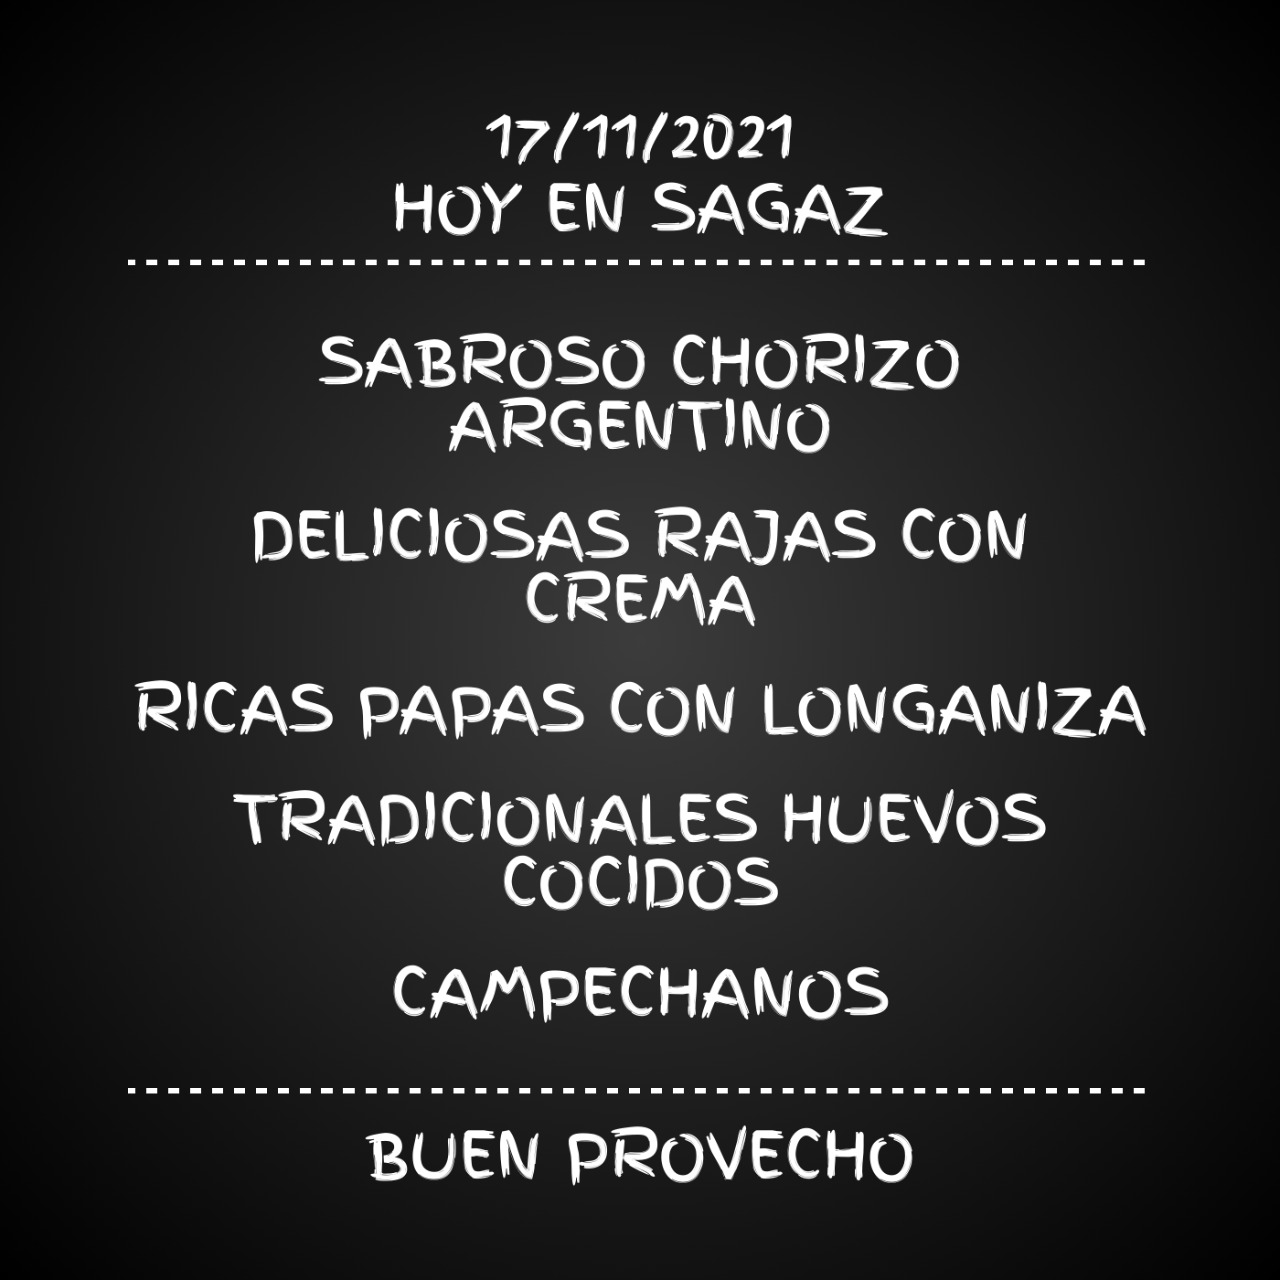 17/11/2021
HOY EN SAGAZ
SABROSO CHORIZO
ARGENTINO
DELICIOSAS RAJAS CON
CREMA
RICAS PAPAS CON LONGANIZA
TRADICIONALES HUEVOS
COCIDOS
CAMPECHANOS
BUEN PROVECHO